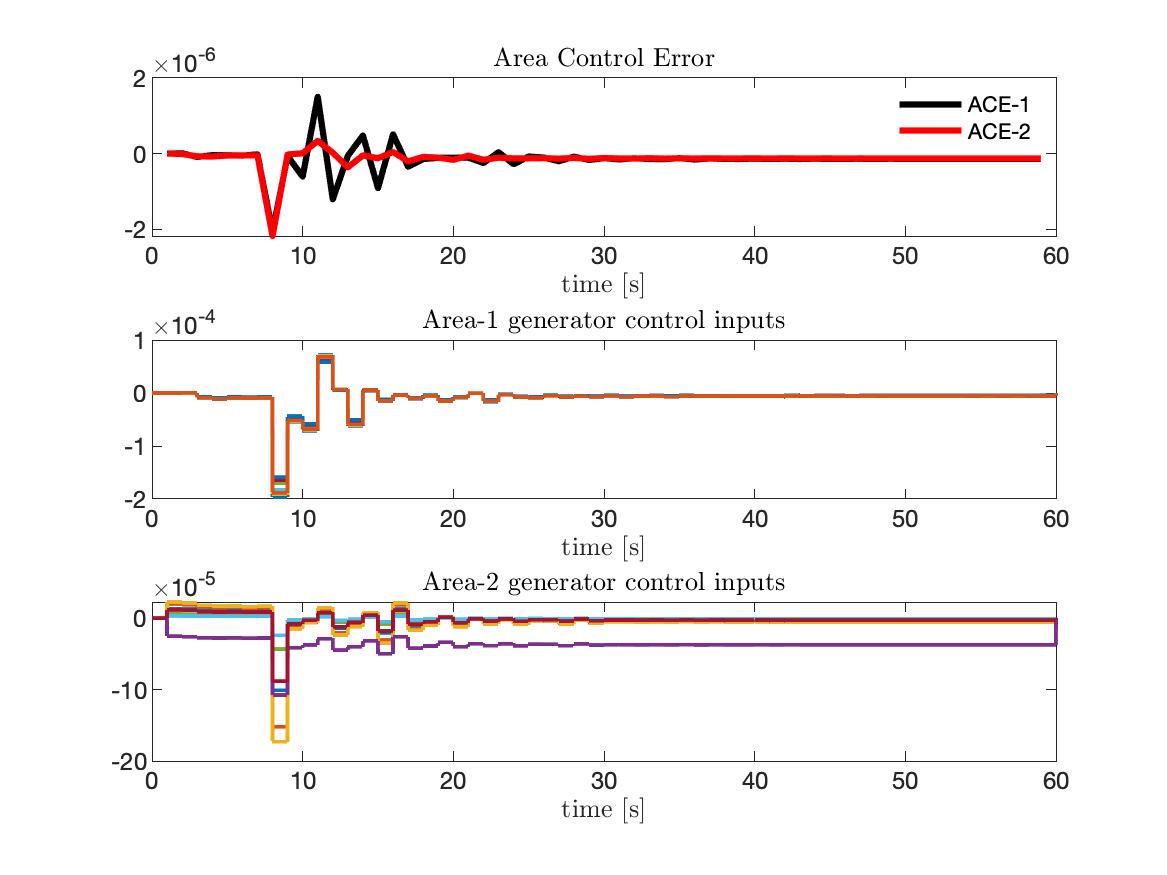 Area Control Error
×10-6
2
0
-2
ACE-1
ACE-2
0 10 20 30 40 50 60
time [s]
Area-1 generator control inputs
×10-4
1
0
-1
-2
0 10 20 30 40 50 60
time [s]
Area-2 generator control inputs
×10-5
0
-10
-20
0 10 20 30 40 50 60
time [s]